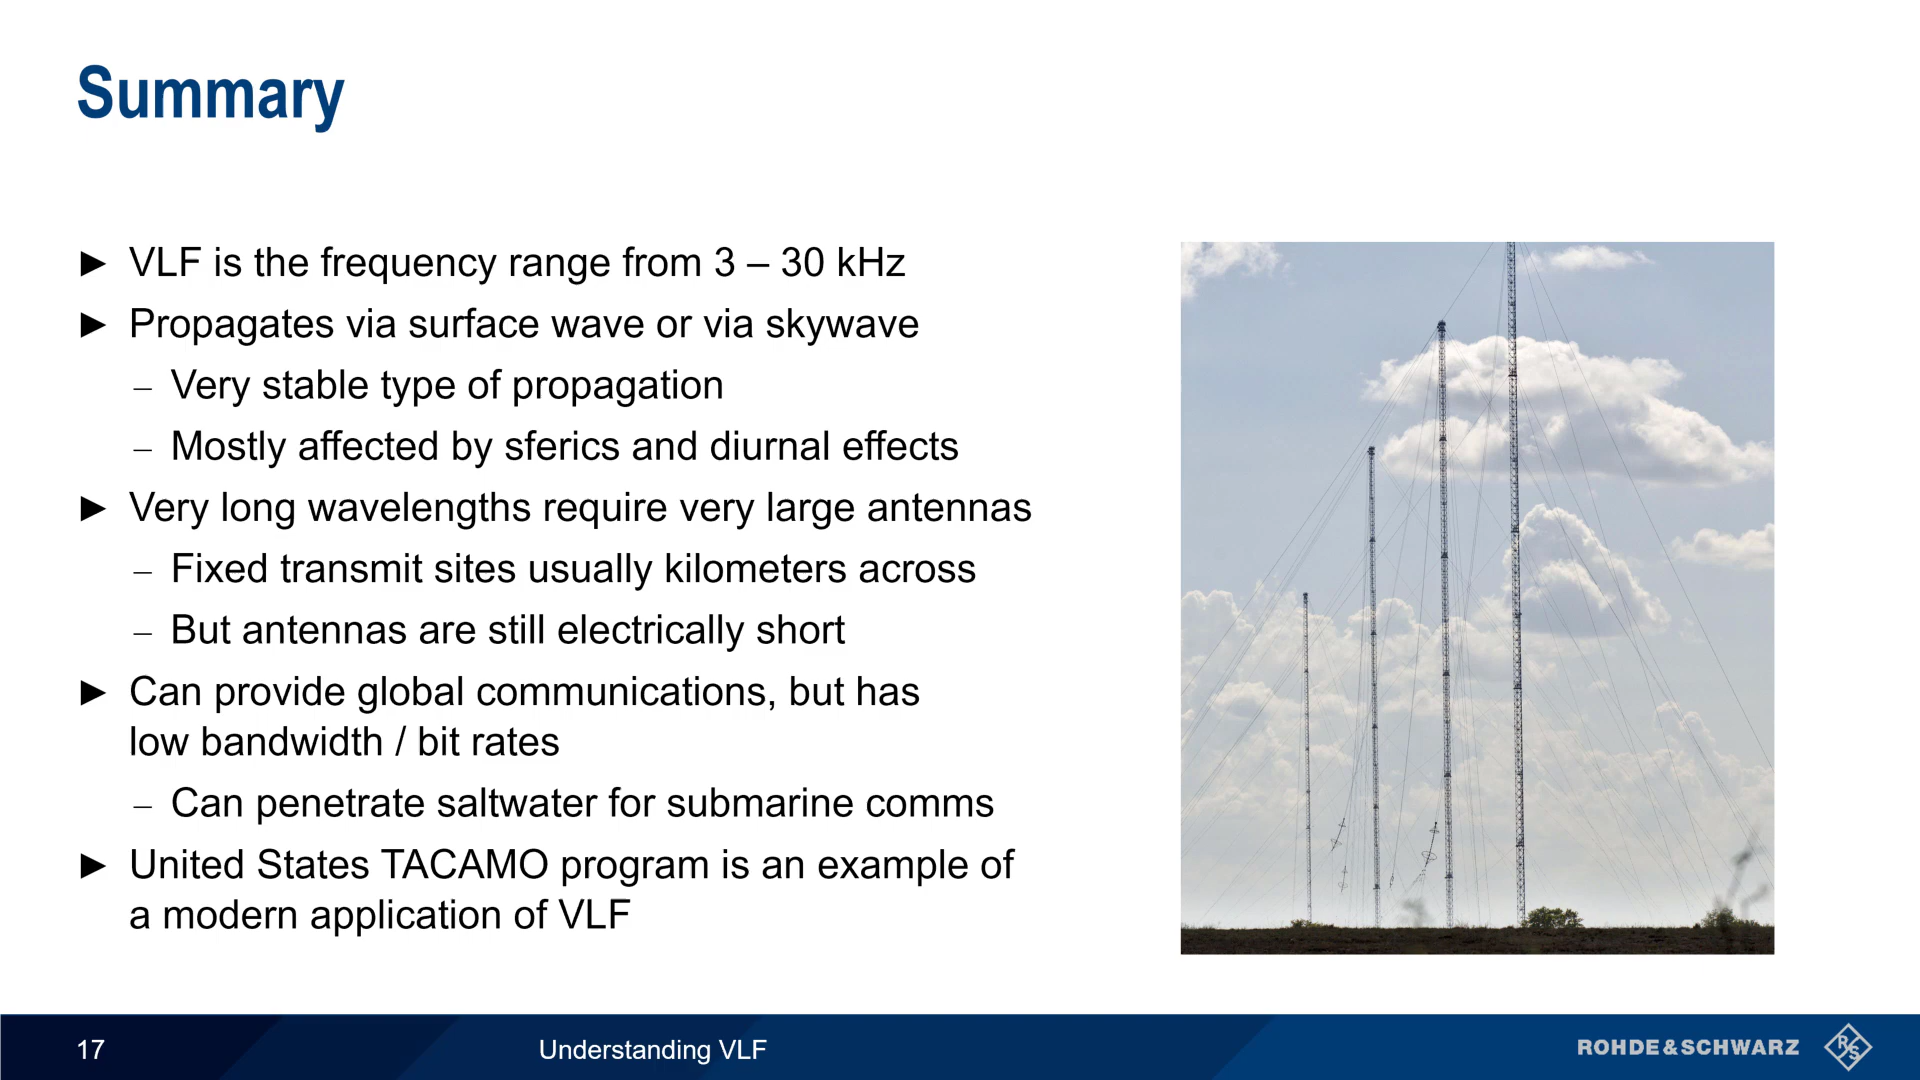 Summary
► VLF is the frequency range from 3 – 30 kHz
► Propagates via surface wave or via skywave
– Very stable type of propagation
– Mostly affected by sferics and diurnal effects
► Very long wavelengths require very large antennas
– Fixed transmit sites usually kilometers across
– But antennas are still electrically short
► Can provide global communications, but has
low bandwidth / bit rates
– Can penetrate saltwater for submarine comms
► United States TACAMO program is an example of
a modern application of VLF
17
Understanding VLF
ROHDE&SCHWARZ
R&S